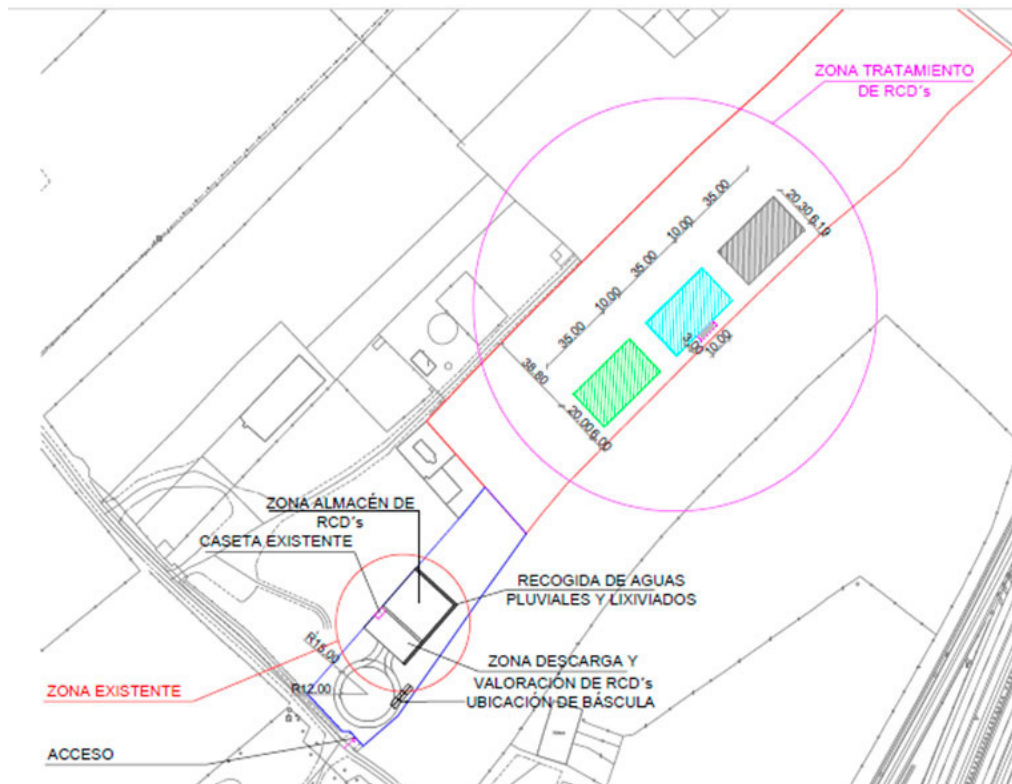 ZONA TRATAMIENTO
DE RCD´s
35.00
20.30
6.10
10.00
35.00
10.00
35.00
3.00
10.00
38.80
20.00
6.00
ZONA ALMACÉN DE
RCD´s
CASETA EXISTENTE
RECOGIDA DE AGUAS
PLUVIALES Y LIXIVIADOS
R15.00
R12.00
ZONA DESCARGA Y
VALORACIÓN DE RCD´s
UBICACIÓN DE BÁSCULA
ZONA EXISTENTE
ACCESO